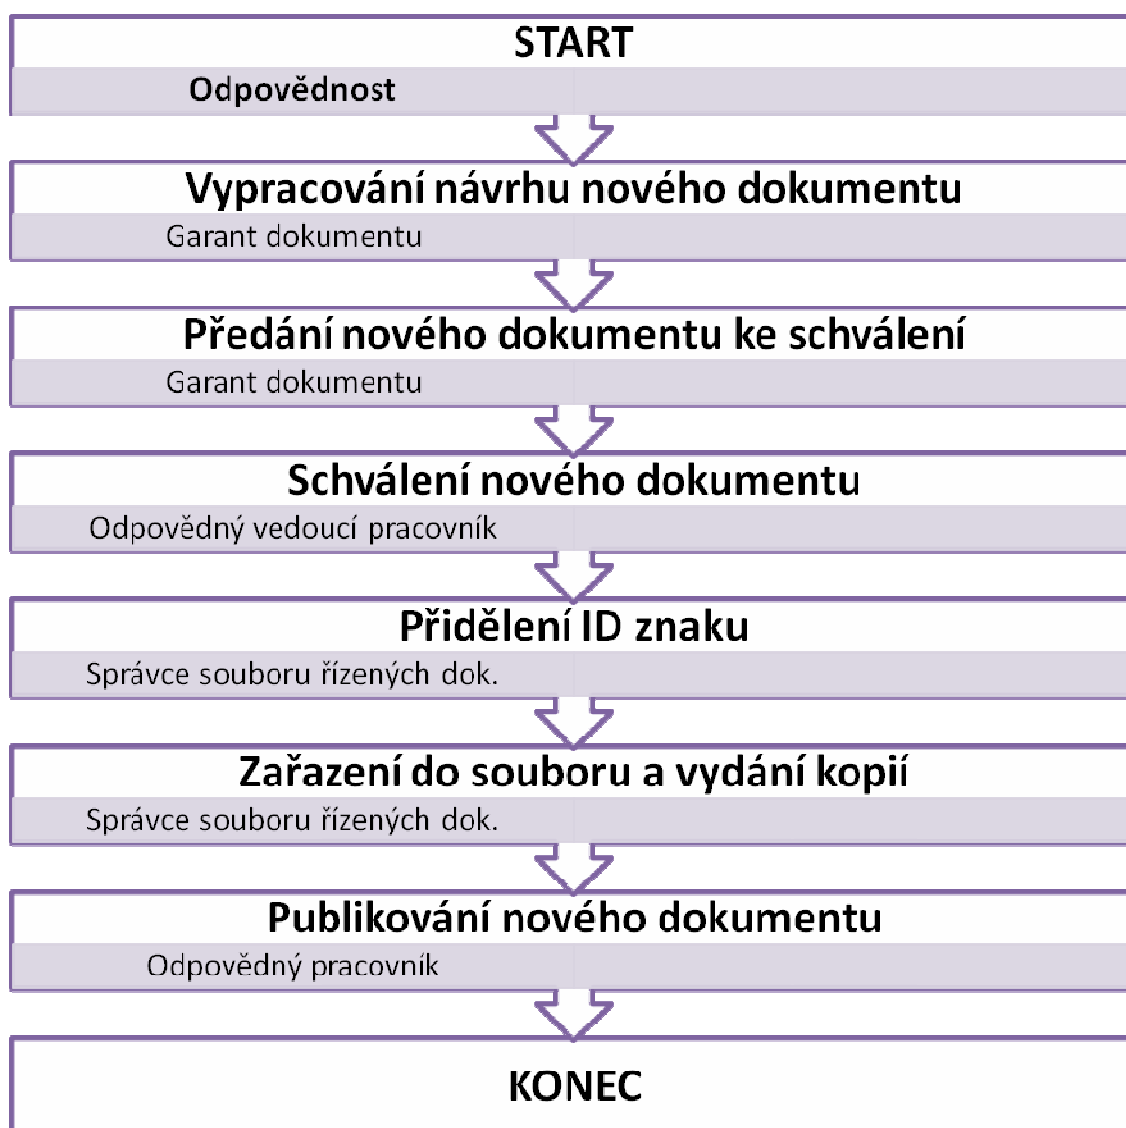 START
Odpovědnost
Vypracování návrhu nového dokumentu
Garant dokumentu
Předání nového dokumentu ke schválení
Garant dokumentu
Schválení nového dokumentu
Odpovědný vedoucí pracovník
Přidělení ID znaku
Správce souboru řízených dok.
Zařazení do souboru a vydání kopií
Správce souboru řízených dok.
Publikování nového dokumentu
Odpovědný pracovník
KONEC